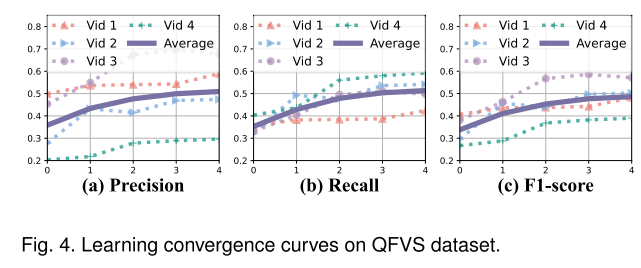 Vid 1 Vid 4
Vid 2 Average
Vid 3
0.8
0.7
0.6
0.5
0.4
0.3
0.2
0 1 2 3 4
(a) Precision
Vid 1 Vid 4
Vid 2 Average
Vid 3
0.8
0.7
0.6
0.5
0.4
0.3
0.2
0 1 2 3 4
(b) Recall
Vid 1 Vid 4
Vid 2 Average
Vid 3
0.8
0.7
0.6
0.5
0.4
0.3
0.2
0 1 2 3 4
(c) F1-score
Fig. 4. Learning convergence curves on QFVS dataset.